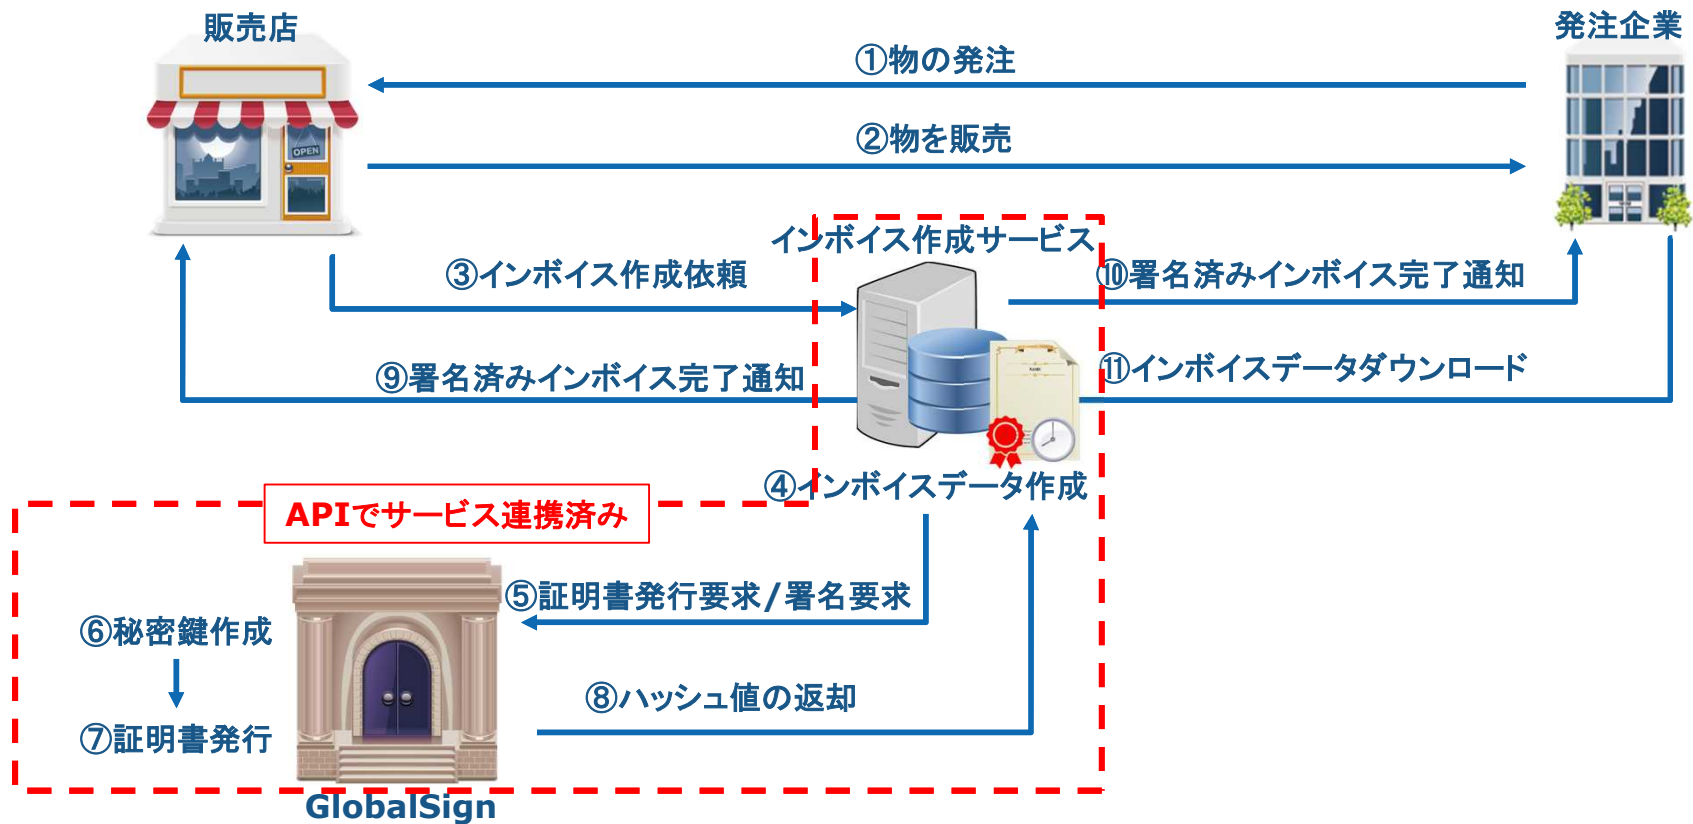 販売店
発注企業
①物の発注
②物を販売
OPEN
インボイス作成サービス
③インボイス作成依頼
⑩署名済みインボイス完了通知
⑨署名済みインボイス完了通知
⑪インボイスデータダウンロード
④インボイスデータ作成
APIでサービス連携済み
⑤証明書発行要求/署名要求
⑥秘密鍵作成
⑧ハッシュ値の返却
⑦証明書発行
GlobalSign